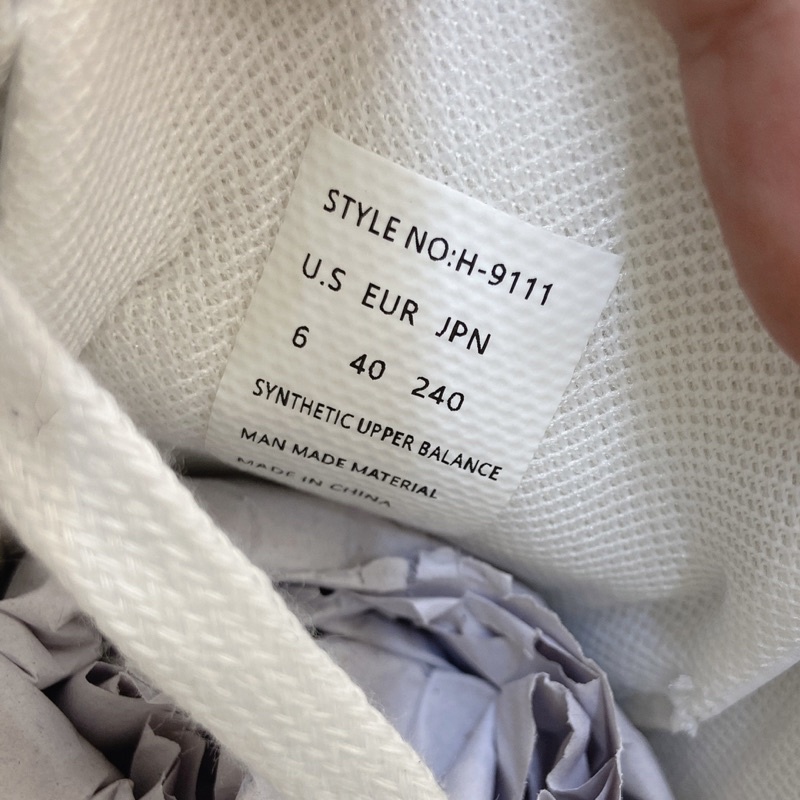 STYLE NO:H-9111
U.S EUR JPN
6 40 240
SYNTHETIC UPPER BALANCE
MAN MADE MATERIAL
MADE IN CHINA